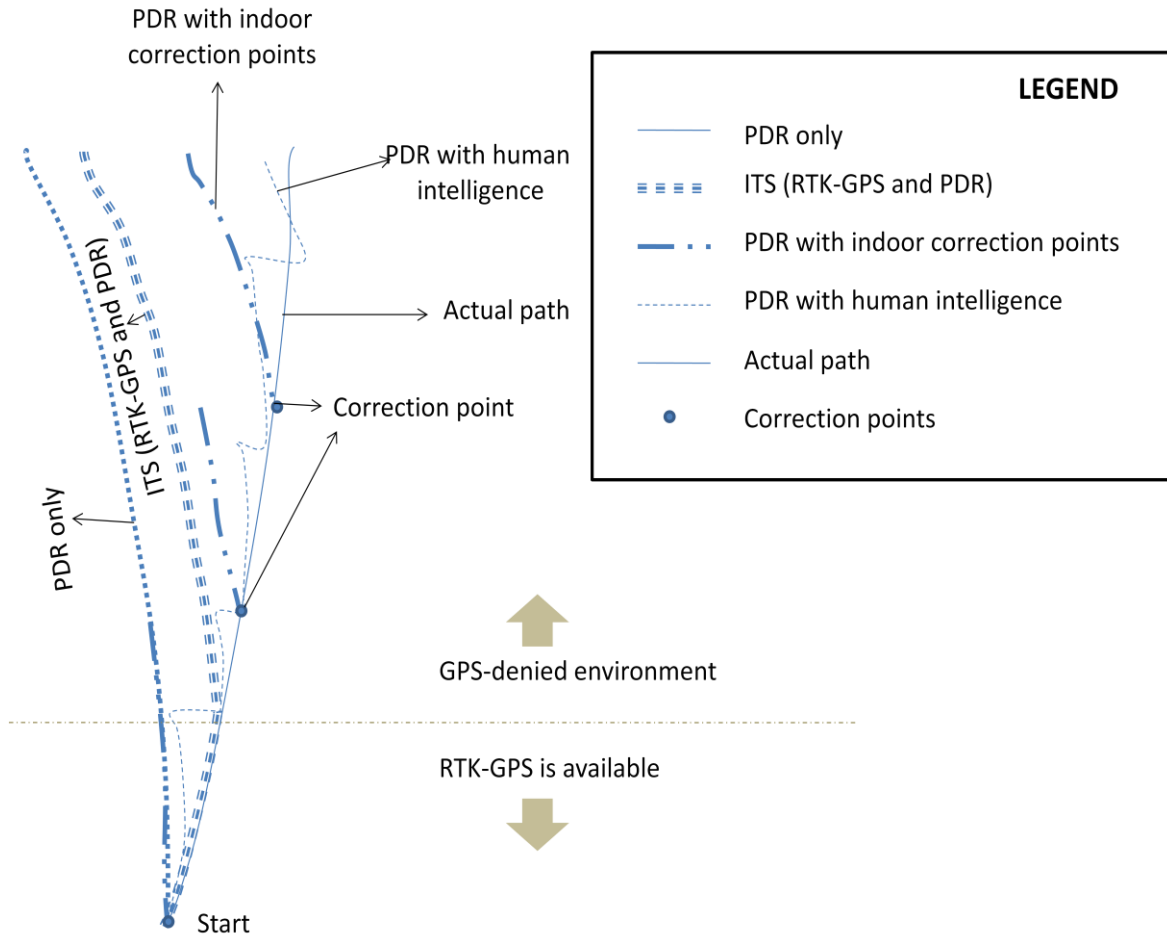 PDR with indoor
correction points
PDR with human
intelligence
Actual path
Correction point
ITS (RTK-GPS and PDR)
PDR only
GPS-denied environment
RTK-GPS is available
Start
LEGEND
PDR only
ITS (RTK-GPS and PDR)
PDR with indoor correction points
PDR with human intelligence
Actual path
Correction points